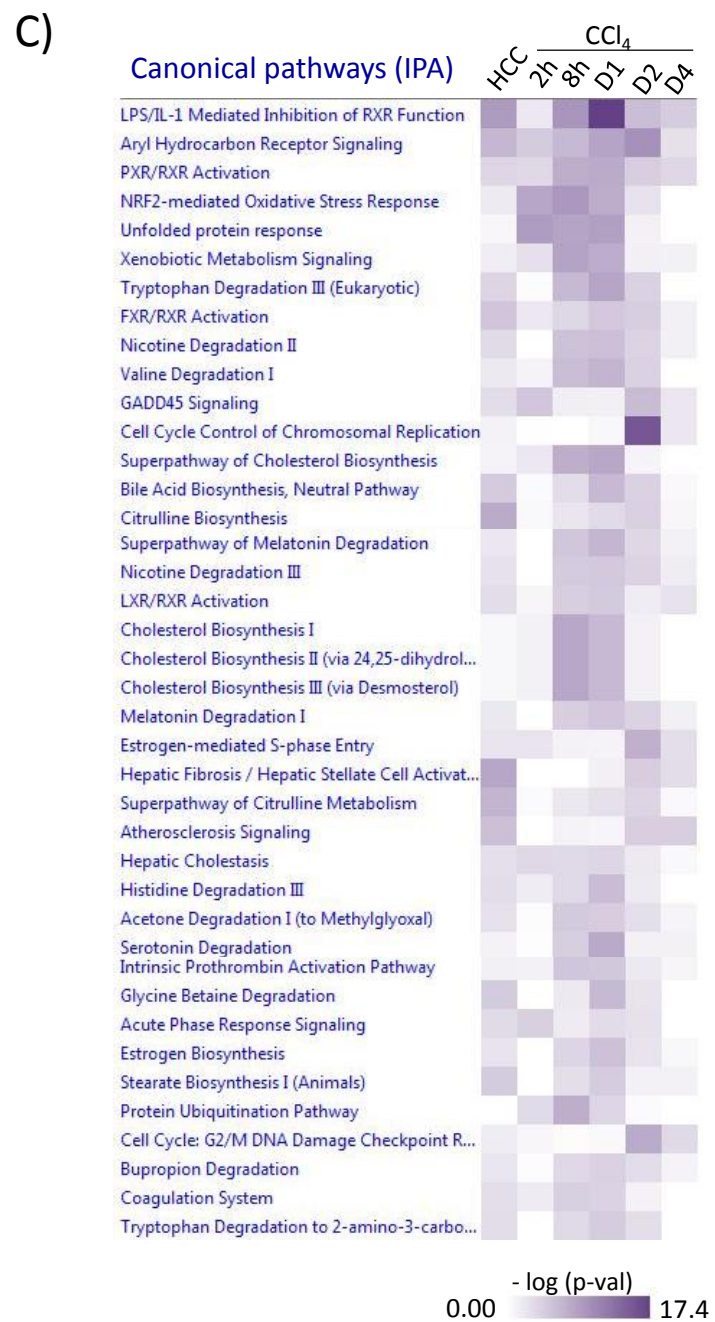 C)
CCl4
Canonical pathways (IPA) HCC 2h 8h D1 D2 D4
LPS/IL-1 Mediated Inhibition of RXR Function
Aryl Hydrocarbon Receptor Signaling
PXR/RXR Activation
NRF2-mediated Oxidative Stress Response
Unfolded protein response
Xenobiotic Metabolism Signaling
Tryptophan Degradation III (Eukaryotic)
FXR/RXR Activation
Nicotine Degradation II
Valine Degradation I
GADD45 Signaling
Cell Cycle Control of Chromosomal Replication
Superpathway of Cholesterol Biosynthesis
Bile Acid Biosynthesis, Neutral Pathway
Citrulline Biosynthesis
Superpathway of Melatonin Degradation
Nicotine Degradation III
LXR/RXR Activation
Cholesterol Biosynthesis I
Cholesterol Biosynthesis II (via 24,25-dihydrol...
Cholesterol Biosynthesis III (via Desmosterol)
Melatonin Degradation I
Estrogen-mediated S-phase Entry
Hepatic Fibrosis / Hepatic Stellate Cell Activat...
Superpathway of Citrulline Metabolism
Atherosclerosis Signaling
Hepatic Cholestasis
Histidine Degradation III
Acetone Degradation I (to Methylglyoxal)
Serotonin Degradation
Intrinsic Prothrombin Activation Pathway
Glycine Betaine Degradation
Acute Phase Response Signaling
Estrogen Biosynthesis
Stearate Biosynthesis I (Animals)
Protein Ubiquitination Pathway
Cell Cycle: G2/M DNA Damage Checkpoint R...
Bupropion Degradation
Coagulation System
Tryptophan Degradation to 2-amino-3-carbo...
- log (p-val)
0.00 17.4